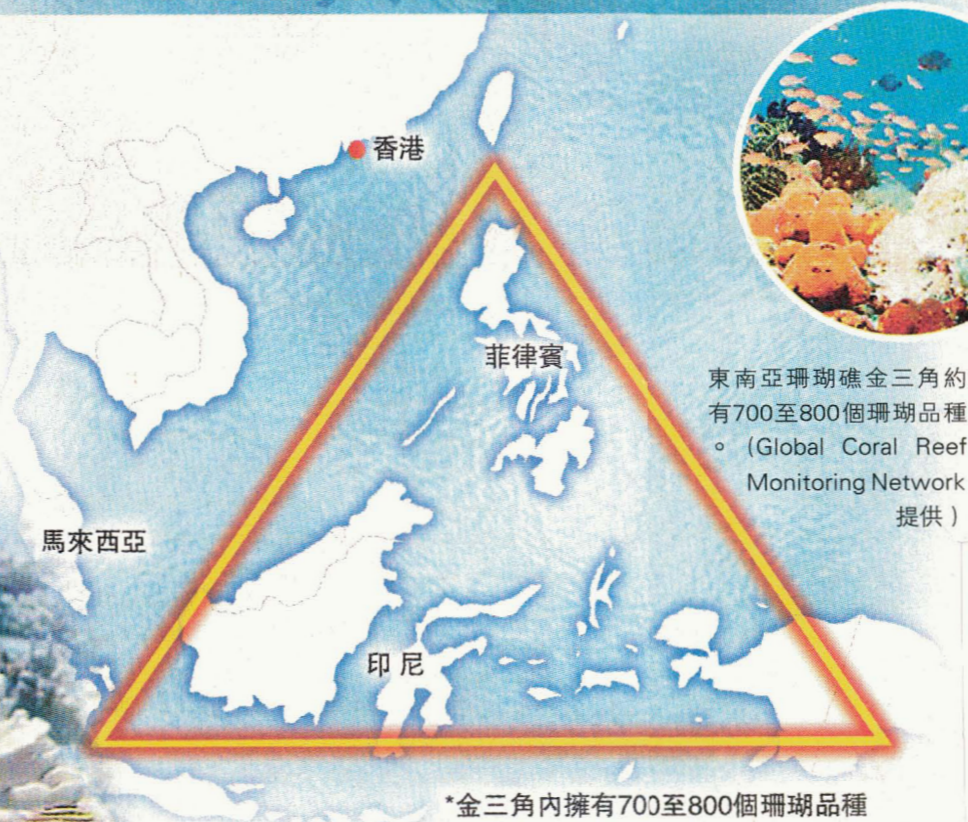 香港
菲律賓
東南亞珊瑚礁金三角約
有700至800個珊瑚品種
。(Global Coral Reef
Monitoring Network
提供)
馬來西亞
印尼
*金三角內擁有700至800個珊瑚品種